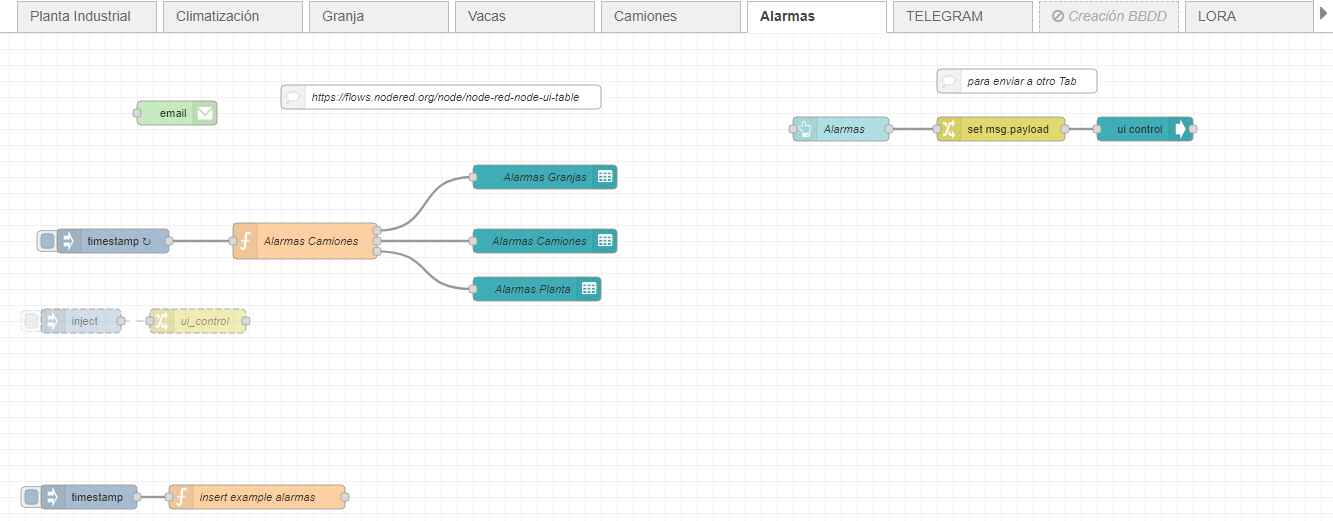 Planta Industrial
Climatización
Granja
Vacas
Camiones
Alarmas
TELEGRAM
Creación BBDD
LORA
para enviar a otro Tab
email
https://flows.nodered.org/node/node-red-node-ui-table
Alarmas
set msg.payload
ui control
Alarmas Granjas
timestamp ↻
Alarmas Camiones
Alarmas Camiones
Alarmas Planta
inject
ui_control
timestamp
insert example alarmas